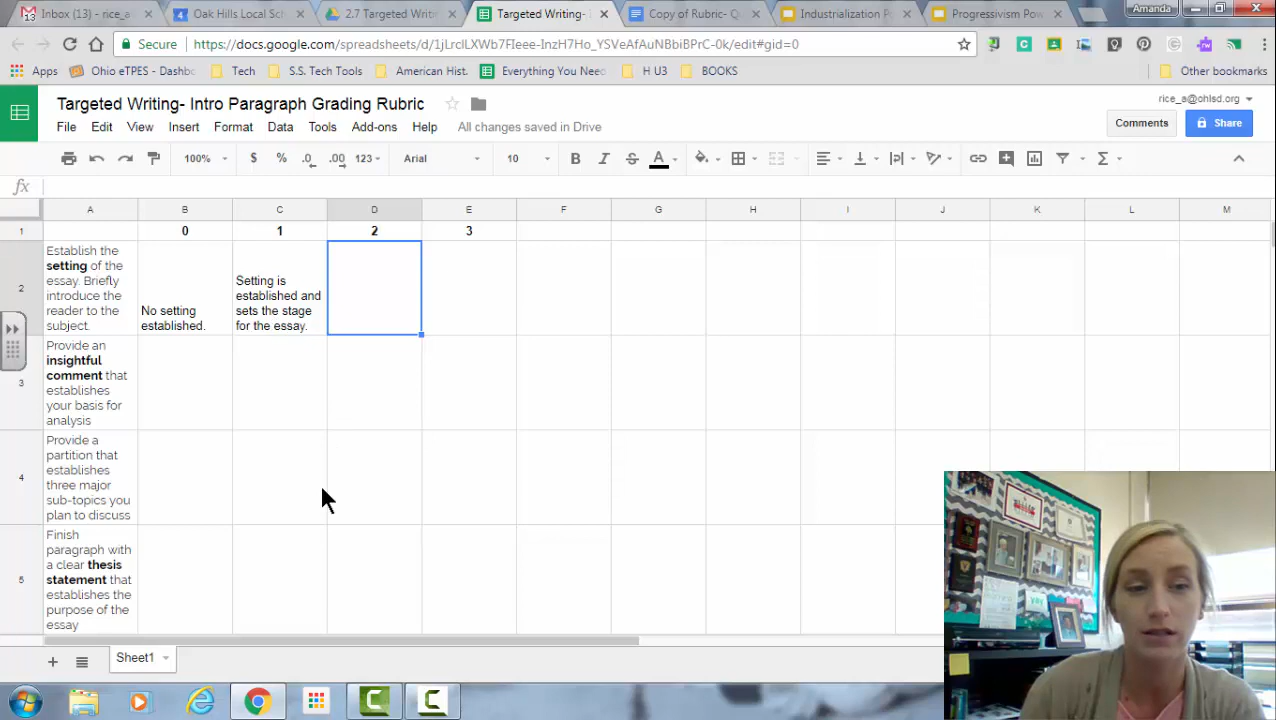 Inbox (13) - rice_a
Oak Hills Local Sch
2.7 Targeted Writing
Targeted Writing-
Copy of Rubric- Q
Industrialization P
Progressivism Pow
Amanda
Secure
https://docs.google.com/spreadsheets/d/1jLrclLXWb7FIeee-InzH7Ho_YSVeAfAuNBbiBPrC-0k/edit#gid=0
Apps
Ohio eTPES - Dashbo
Tech
S.S. Tech Tools
American Hist.
Everything You Need
H U3
BOOKS
Other bookmarks
Targeted Writing- Intro Paragraph Grading Rubric
rice_a@ohlsd.org
File Edit View Insert Format Data Tools Add-ons Help All changes saved in Drive
Comments
Share
100% $ % .0 .00 123 Arial 10 B I S A
fx
A B C D E F G H I J K L M
1 0 1 2 3
2
Establish the
setting of the
essay. Briefly
introduce the
reader to the
subject.
No setting
established.
Setting is
established and
sets the stage
for the essay.
3
Provide an
insightful
comment that
establishes
your basis for
analysis
4
Provide a
partition that
establishes
three major
sub-topics you
plan to discuss
5
Finish
paragraph with
a clear thesis
statement that
establishes the
purpose of the
essay
Sheet1